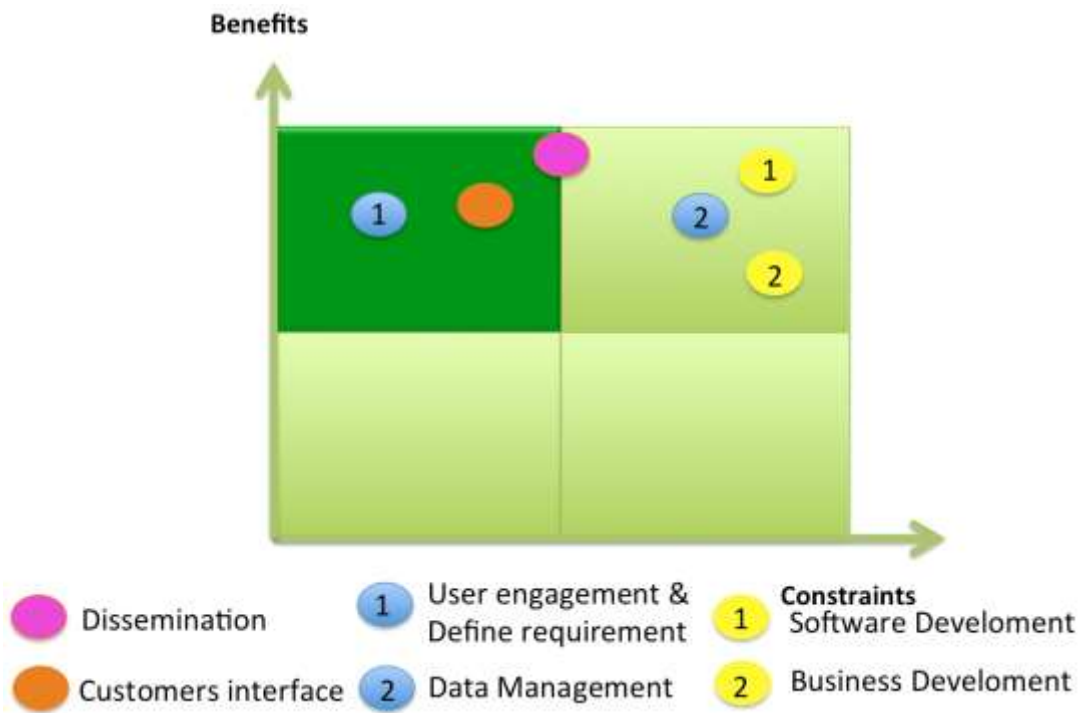 Benefits
1
1
2
2
Constraints
Dissemination
1
User engagement &
Define requirement
1
Software Develoment
Customers interface
2
Data Management
2
Business Develoment